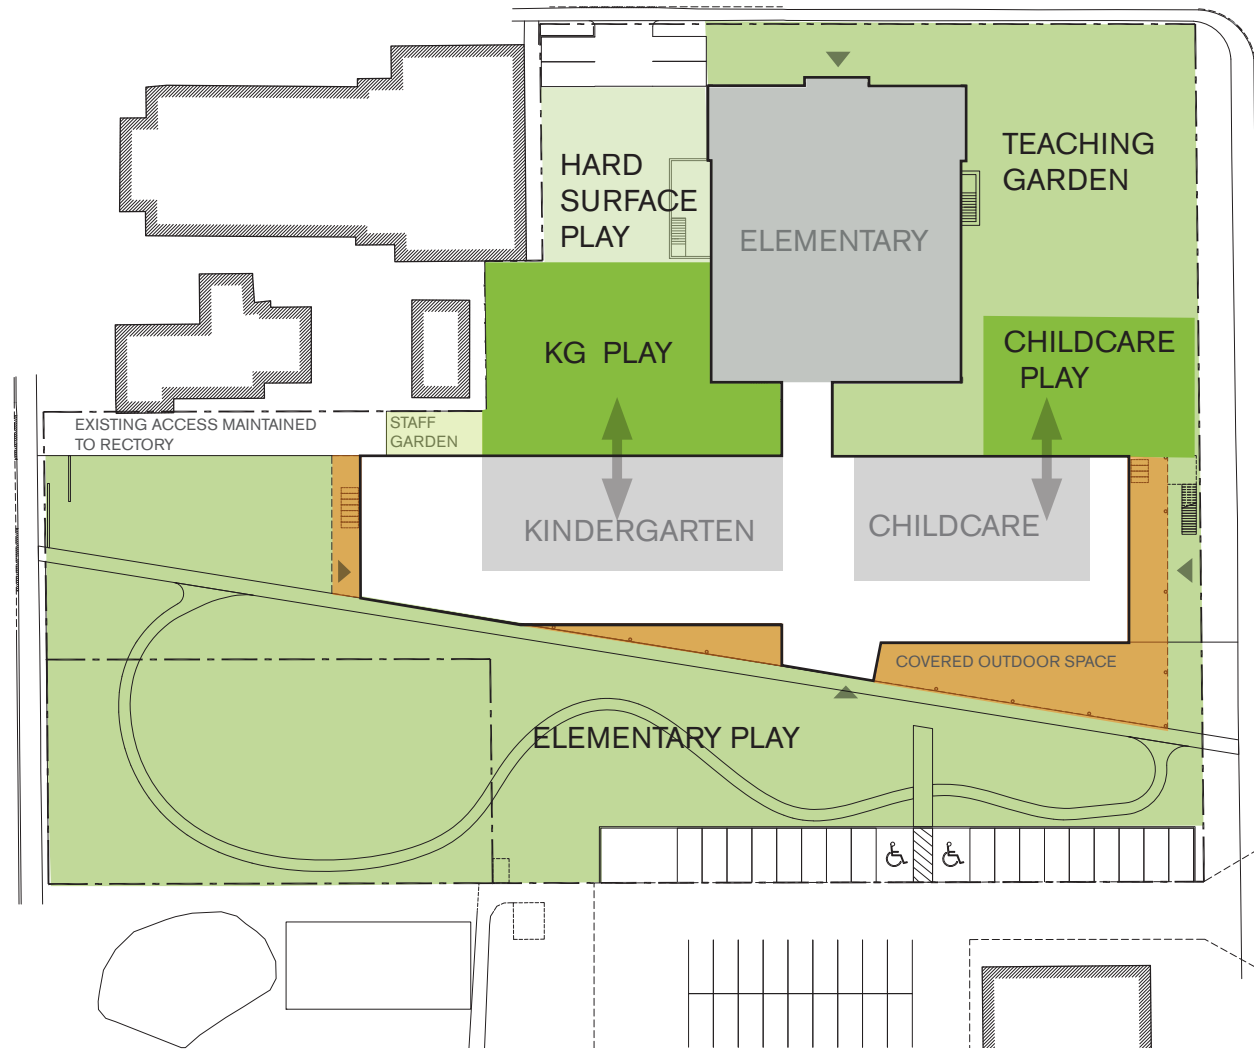 HARD
SURFACE
PLAY
TEACHING
GARDEN
ELEMENTARY
KG PLAY
CHILDCARE
PLAY
EXISTING ACCESS MAINTAINED
TO RECTORY
STAFF
GARDEN
KINDERGARTEN
CHILDCARE
COVERED OUTDOOR SPACE
ELEMENTARY PLAY